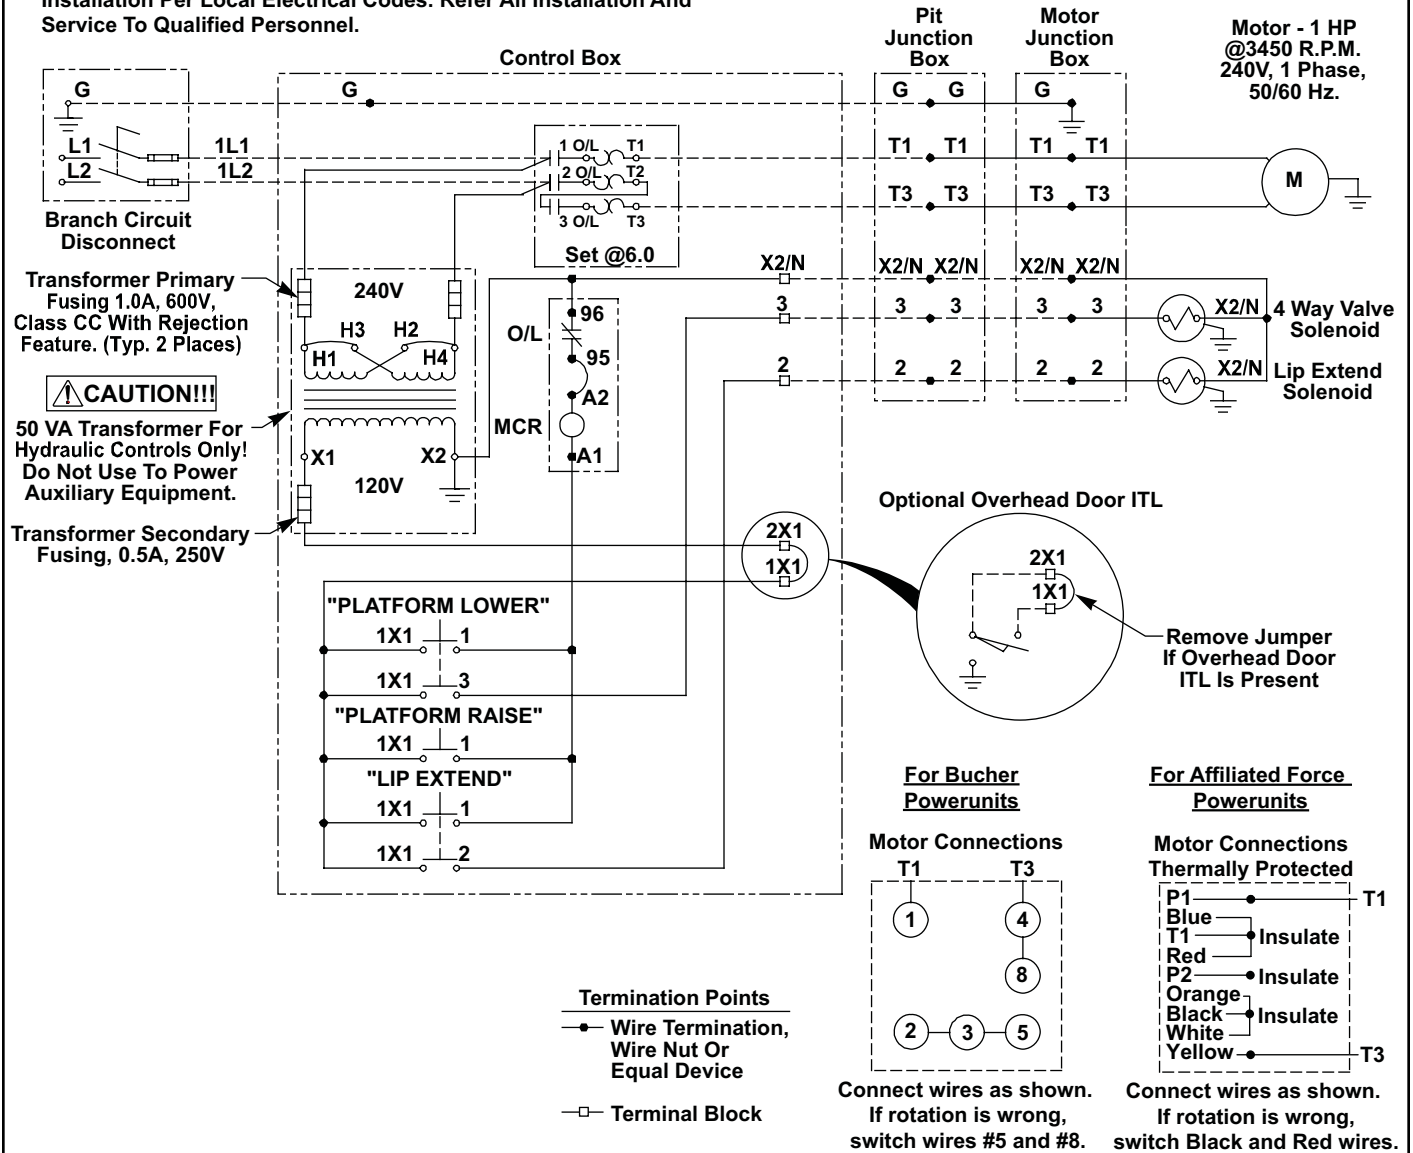 Installation Per Local Electrical Codes. Refer All Installation And
Service To Qualified Personnel.
Pit
Junction
Box
Motor
Junction
Box
Motor - 1 HP
@3450 R.P.M.
240V, 1 Phase,
50/60 Hz.
Control Box
G
G
G G
G
L1
1L1
L2
1L2
Branch Circuit
Disconnect
1 O/L T1
2 O/L T2
3 O/L T3
Set @6.0
T1 T1
T1 T1
T3 T3
T3 T3
M
X2/N
X2/N X2/N
X2/N X2/N
3
3 3
3 3
X2/N
4 Way Valve
Solenoid
2
2 2
2 2
X2/N
Lip Extend
Solenoid
Transformer Primary
Fusing 1.0A, 600V,
Class CC With Rejection
Feature. (Typ. 2 Places)
240V
H3 H2
H1 H4
CAUTION!!!
50 VA Transformer For
Hydraulic Controls Only!
Do Not Use To Power
Auxiliary Equipment.
X1 X2
120V
Transformer Secondary
Fusing, 0.5A, 250V
96
O/L
95
A2
MCR
A1
2X1
1X1
Optional Overhead Door ITL
2X1
1X1
Remove Jumper
If Overhead Door
ITL Is Present
"PLATFORM LOWER"
1X1 1
1X1 3
"PLATFORM RAISE"
1X1 1
"LIP EXTEND"
1X1 1
1X1 2
For Bucher
Powerunits
Motor Connections
T1 T3
1 4
8
2 3 5
Connect wires as shown.
If rotation is wrong,
switch wires #5 and #8.
For Affiliated Force
Powerunits
Motor Connections
Thermally Protected
P1 T1
Blue
T1 Insulate
Red
P2 Insulate
Orange
Black Insulate
White
Yellow T3
Connect wires as shown.
If rotation is wrong,
switch Black and Red wires.
Termination Points
Wire Termination,
Wire Nut Or
Equal Device
Terminal Block